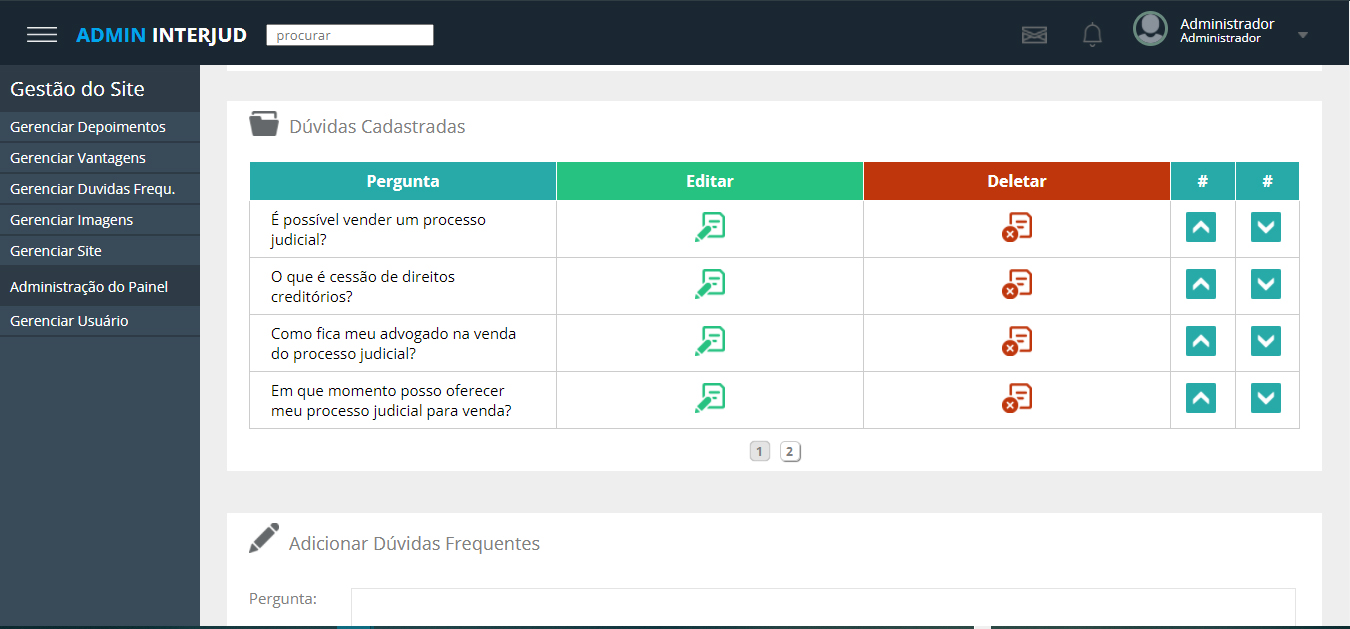 ADMIN INTERJUD
procurar
Administrador
Administrador
Gestão do Site
Gerenciar Depoimentos
Gerenciar Vantagens
Gerenciar Duvidas Frequ.
Gerenciar Imagens
Gerenciar Site
Administração do Painel
Gerenciar Usuário
Dúvidas Cadastradas
Pergunta Editar Deletar # #
É possível vender um processo
judicial?
O que é cessão de direitos
creditórios?
Como fica meu advogado na venda
do processo judicial?
Em que momento posso oferecer
meu processo judicial para venda?
1 2
Adicionar Dúvidas Frequentes
Pergunta: